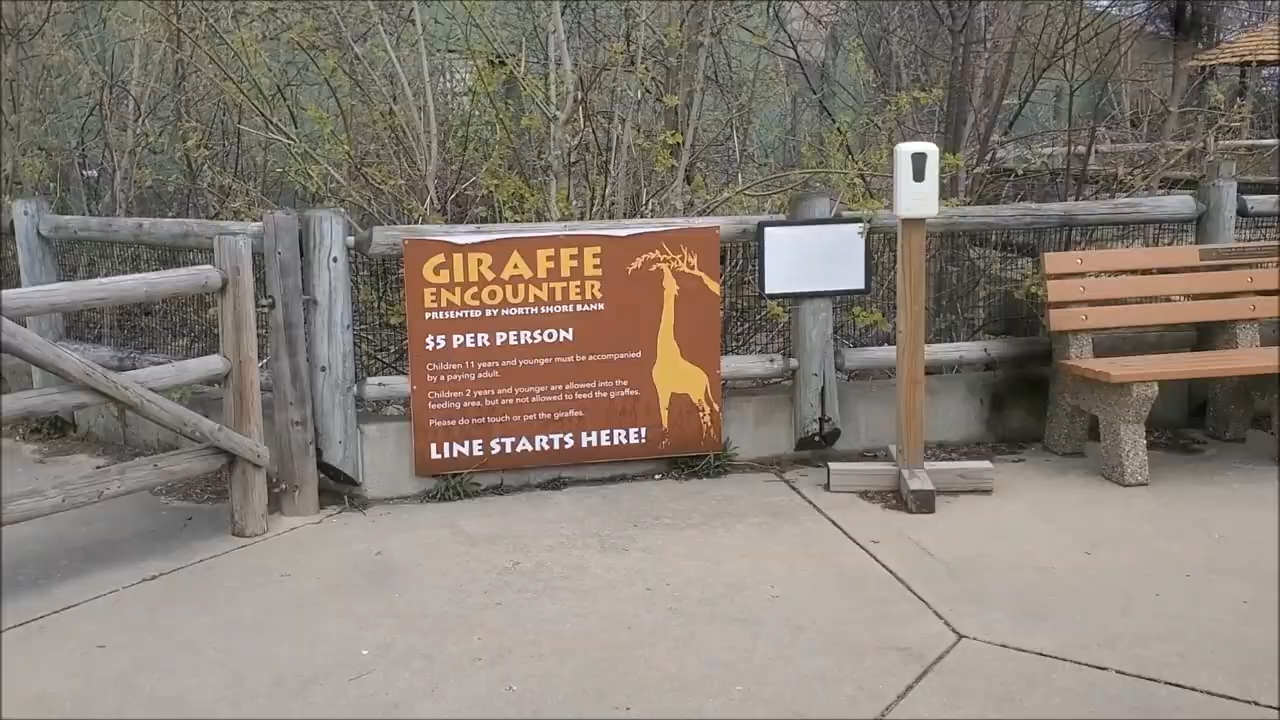 GIRAFFE
ENCOUNTER
PRESENTED BY NORTH SHORE BANK
$5 PER PERSON
Children 11 years and younger must be accompanied
by a paying adult.
Children 2 years and younger are allowed into the
feeding area, but are not allowed to feed the giraffes.
Please do not touch or pet the giraffes.
LINE STARTS HERE!